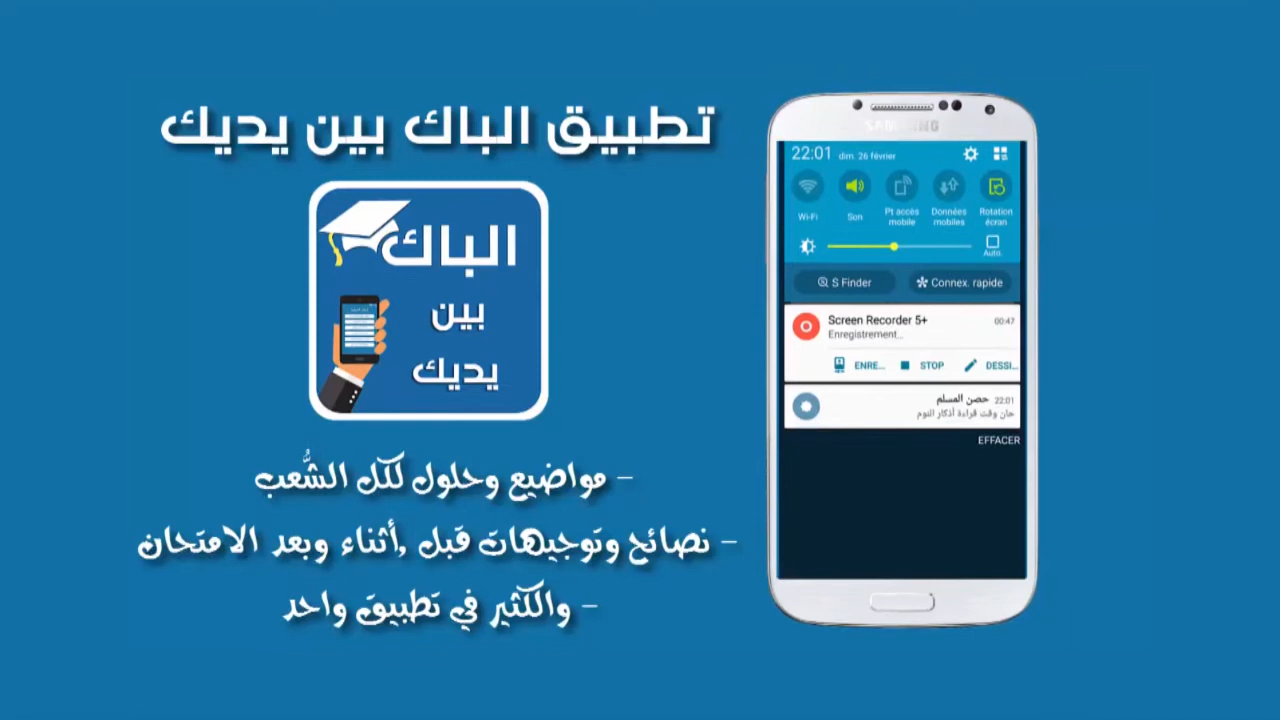 تطبيق الباك بين يديك
الباك
بين
يديك
- مواضيع وحلول لكل الشُّعب
- نصائح وتوجيهات قبل ,أثناء وبعد الامتحان
- والكثير في تطبيق واحد
SAMSUNG
22:01 dim. 26 février
Wi-Fi
Son
Pt accès mobile
Données mobiles
Rotation écran
Auto.
S Finder
Connex. rapide
Screen Recorder 5+ 00:47
Enregistrement...
ENRE... STOP DESSI...
حصن المسلم 22:01
حان وقت قراءة أذكار النوم
EFFACER